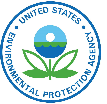 UNITED STATES
ENVIRONMENTAL PROTECTION AGENCY